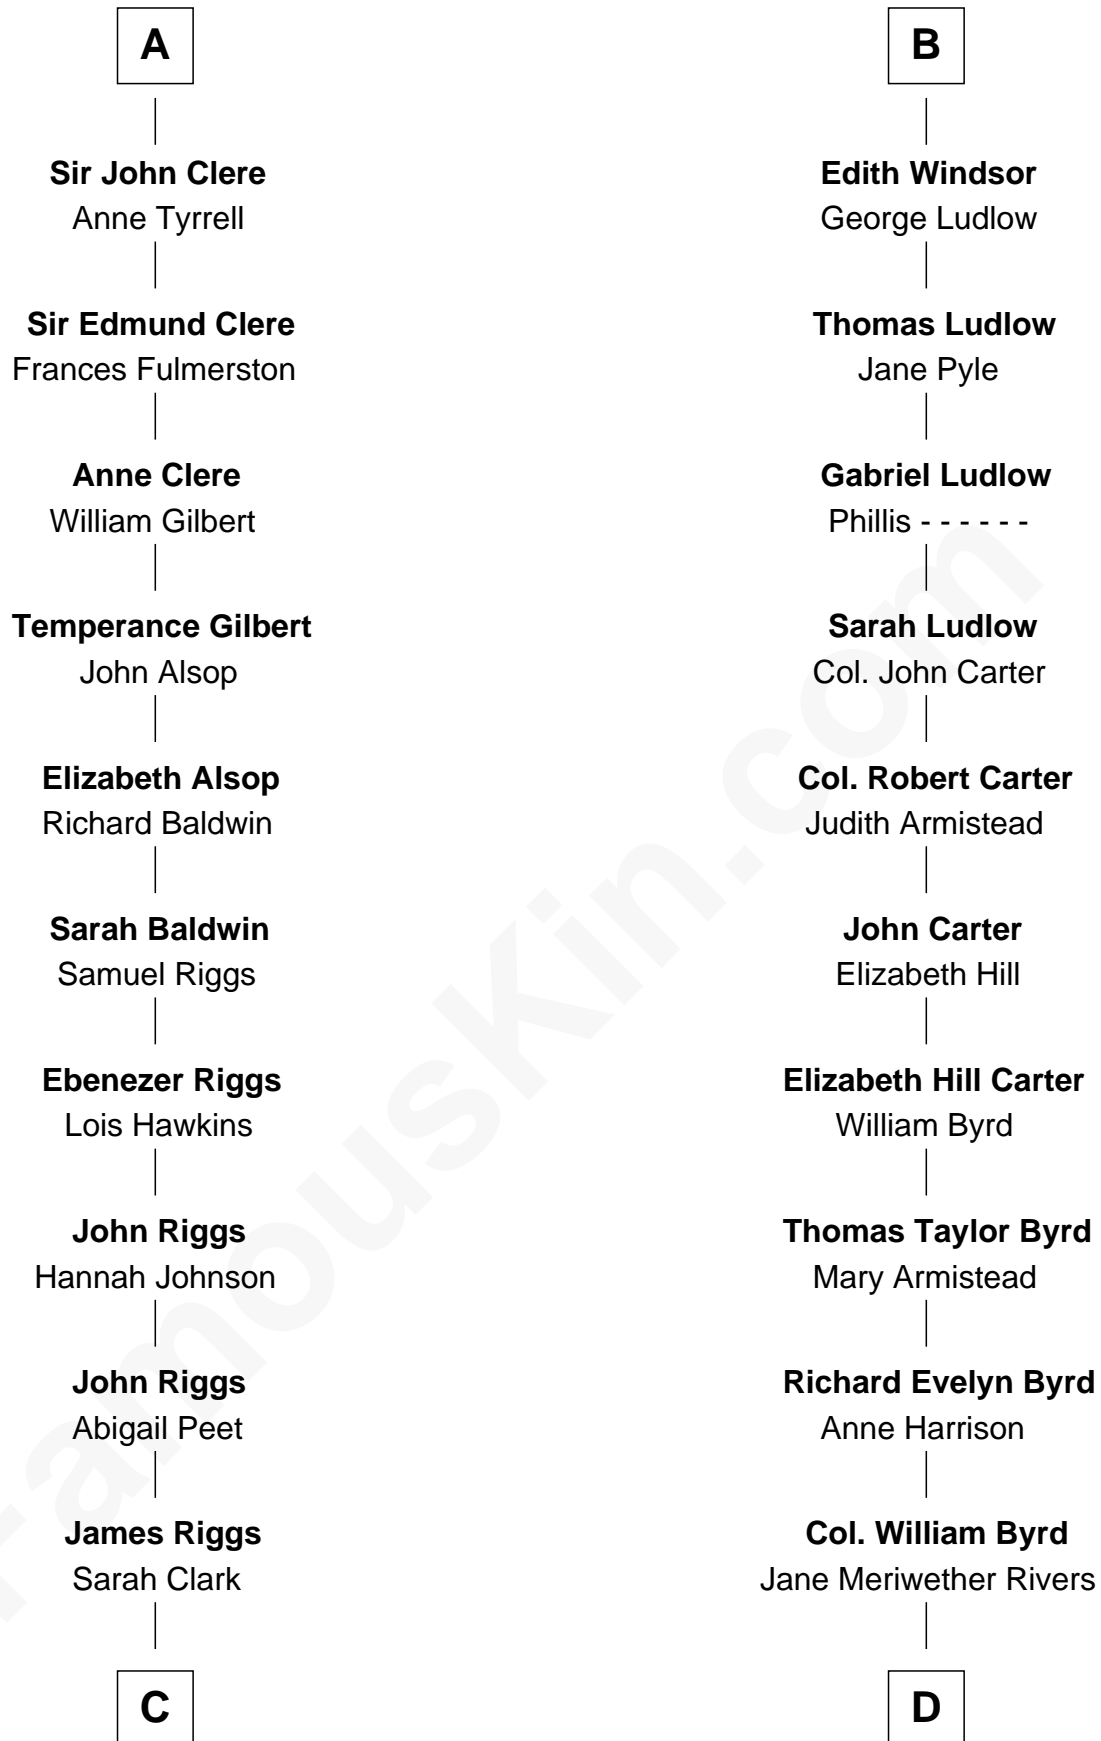 A
Sir John Clere
Anne Tyrrell
Sir Edmund Clere
Frances Fulmerston
Anne Clere
William Gilbert
Temperance Gilbert
John Alsop
Elizabeth Alsop
Richard Baldwin
Sarah Baldwin
Samuel Riggs
Ebenezer Riggs
Lois Hawkins
John Riggs
Hannah Johnson
John Riggs
Abigail Peet
James Riggs
Sarah Clark
C
B
Edith Windsor
George Ludlow
Thomas Ludlow
Jane Pyle
Gabriel Ludlow
Phillis - - - - - -
Sarah Ludlow
Col. John Carter
Col. Robert Carter
Judith Armistead
John Carter
Elizabeth Hill
Elizabeth Hill Carter
William Byrd
Thomas Taylor Byrd
Mary Armistead
Richard Evelyn Byrd
Anne Harrison
Col. William Byrd
Jane Meriwether Rivers
D
FamousKin.com